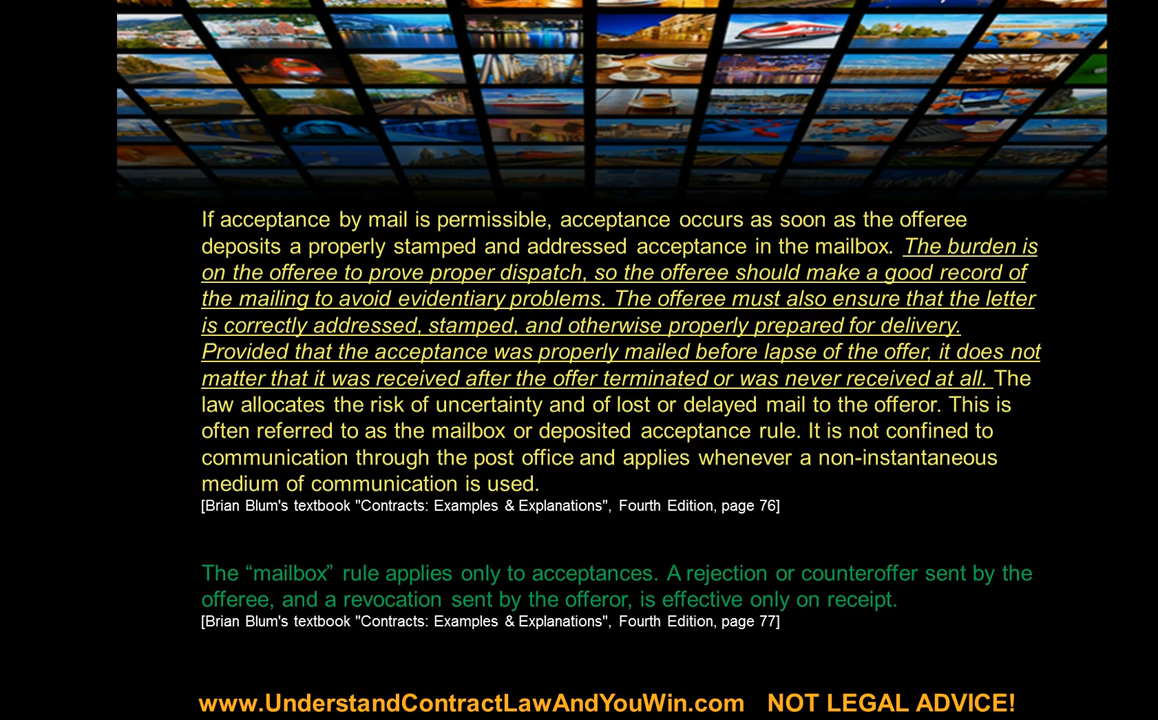 If acceptance by mail is permissible, acceptance occurs as soon as the offeree
deposits a properly stamped and addressed acceptance in the mailbox. The burden is
on the offeree to prove proper dispatch, so the offeree should make a good record of
the mailing to avoid evidentiary problems. The offeree must also ensure that the letter
is correctly addressed, stamped, and otherwise properly prepared for delivery.
Provided that the acceptance was properly mailed before lapse of the offer, it does not
matter that it was received after the offer terminated or was never received at all. The
law allocates the risk of uncertainty and of lost or delayed mail to the offeror. This is
often referred to as the mailbox or deposited acceptance rule. It is not confined to
communication through the post office and applies whenever a non-instantaneous
medium of communication is used.
[Brian Blum's textbook "Contracts: Examples & Explanations", Fourth Edition, page 76]
The “mailbox” rule applies only to acceptances. A rejection or counteroffer sent by the
offeree, and a revocation sent by the offeror, is effective only on receipt.
[Brian Blum's textbook "Contracts: Examples & Explanations", Fourth Edition, page 77]
www.UnderstandContractLawAndYouWin.com NOT LEGAL ADVICE!